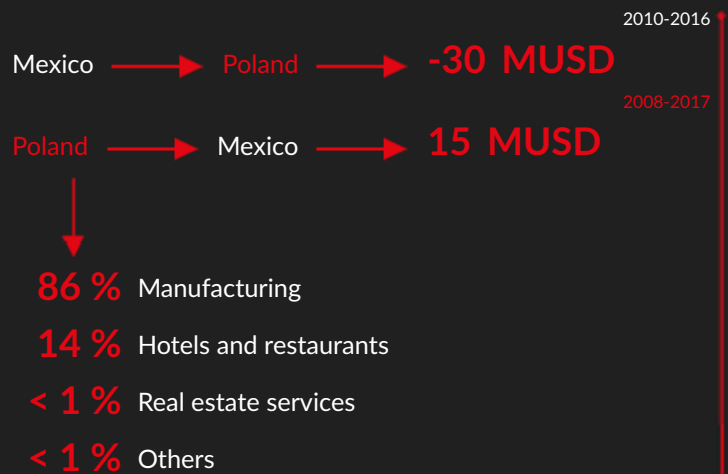 2010-2016
Mexico Poland -30 MUSD
2008-2017
Poland Mexico 15 MUSD
86 % Manufacturing
14 % Hotels and restaurants
< 1 % Real estate services
< 1 % Others